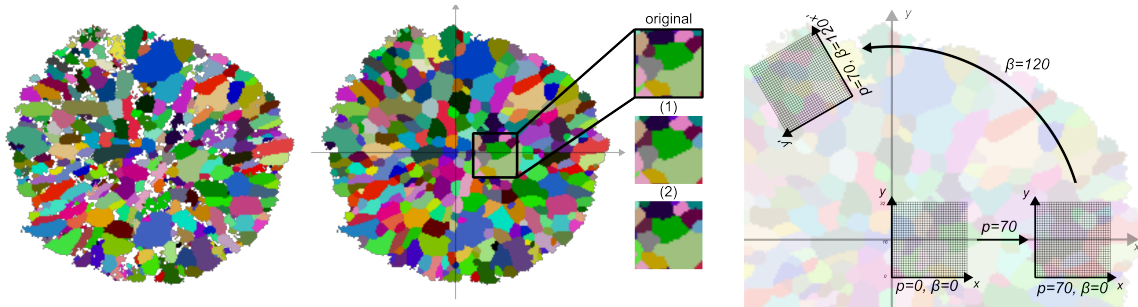 original
(1)
(2)
y
x
β=120
p=70, β=120
x'
y'
y
x
p=0, β=0
p=70
y
x
p=70, β=0